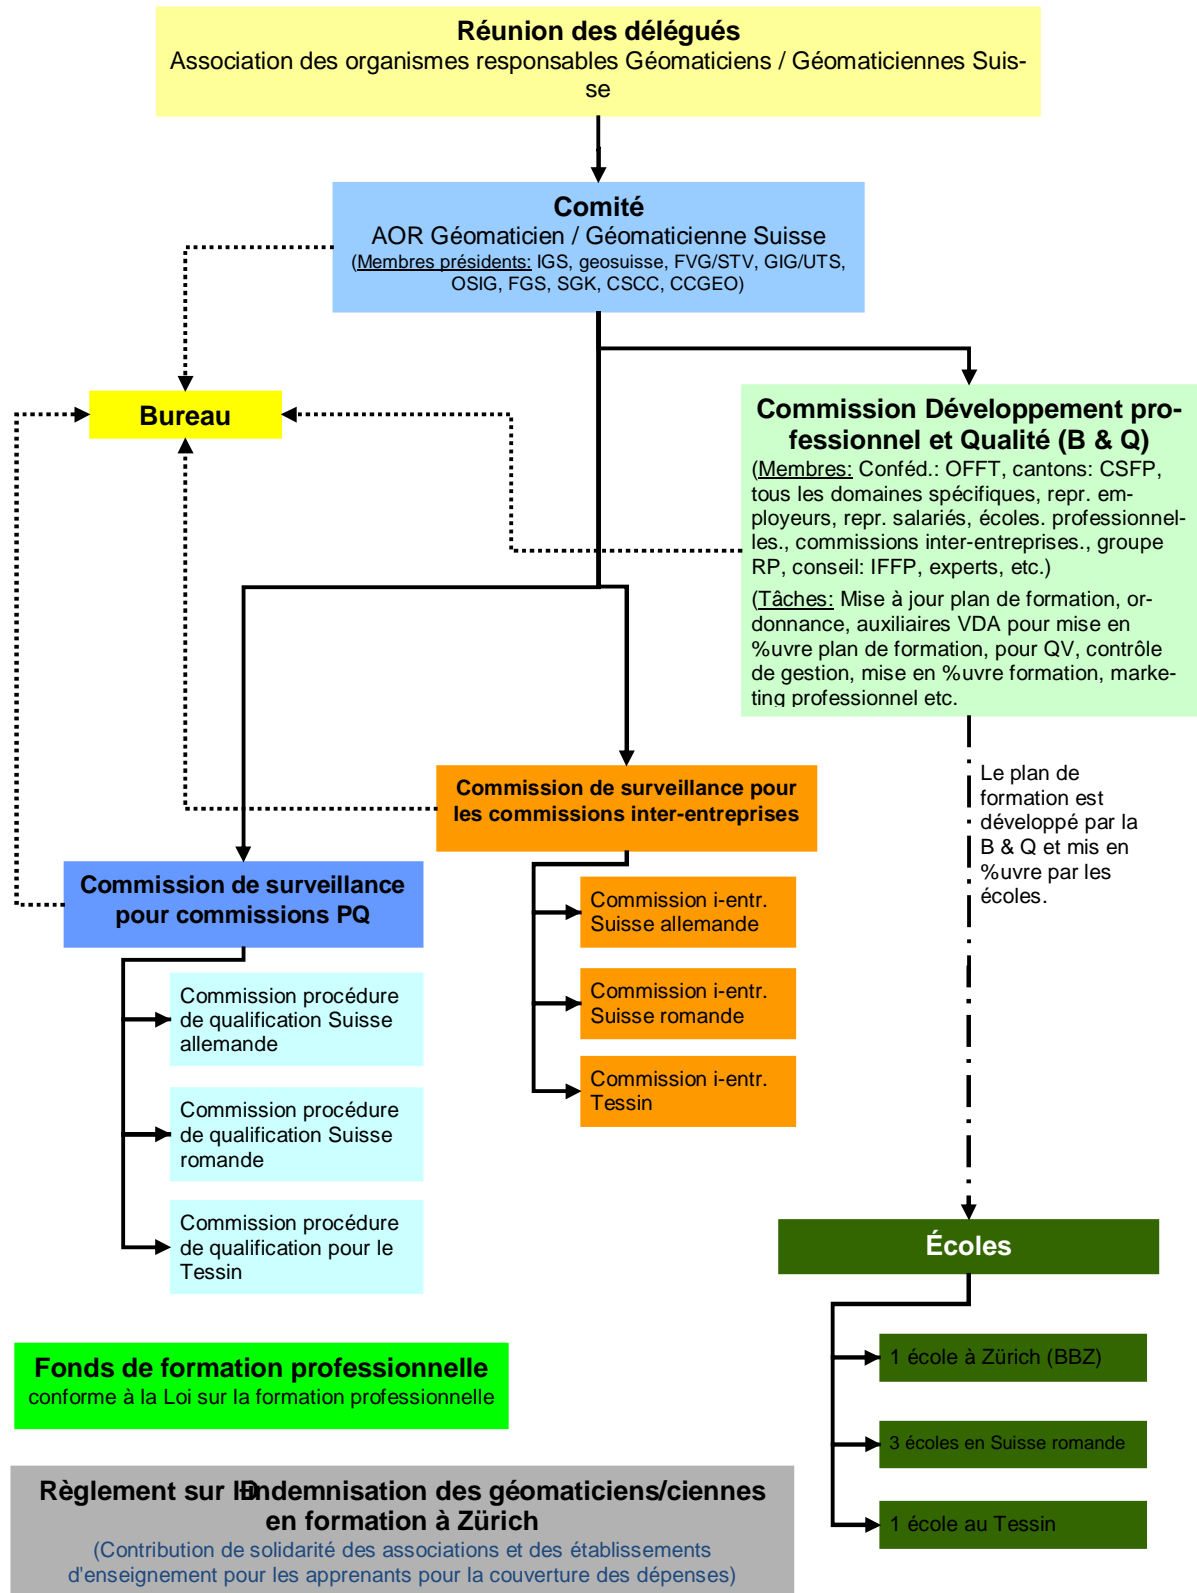 Réunion des délégués
Association des organismes responsables Géomaticiens / Géomaticiennes Suis-
se
Comité
AOR Géomaticien / Géomaticienne Suisse
(Membres présidents: IGS, geosuisse, FVG/STV, GIG/UTS,
OSIG, FGS, SGK, CSCC, CCGEO)
Bureau
Commission Développement pro-
fessionnel et Qualité (B & Q)
(Membres: Conféd.: OFFT, cantons: CSFP,
tous les domaines spécifiques, repr. em-
ployeurs, repr. salariés, écoles. professionnel-
les., commissions inter-entreprises., groupe
RP, conseil: IFFP, experts, etc.)
(Tâches: Mise à jour plan de formation, or-
donnance, auxiliaires VDA pour mise en
%uvre plan de formation, pour QV, contrôle
de gestion, mise en %uvre formation, marke-
ting professionnel etc.
Le plan de
formation est
développé par la
B & Q et mis en
%uvre par les
écoles.
Commission de surveillance pour
les commissions inter-entreprises
Commission i-entr.
Suisse allemande
Commission i-entr.
Suisse romande
Commission i-entr.
Tessin
Commission de surveillance
pour commissions PQ
Commission procédure
de qualification Suisse
allemande
Commission procédure
de qualification Suisse
romande
Commission procédure
de qualification pour le
Tessin
Écoles
1 école à Zürich (BBZ)
3 écoles en Suisse romande
1 école au Tessin
Fonds de formation professionnelle
conforme à la Loi sur la formation professionnelle
Règlement sur indemnisation des géomaticiens/ciennes
en formation à Zürich
(Contribution de solidarité des associations et des établissements
d'enseignement pour les apprenants pour la couverture des dépenses)